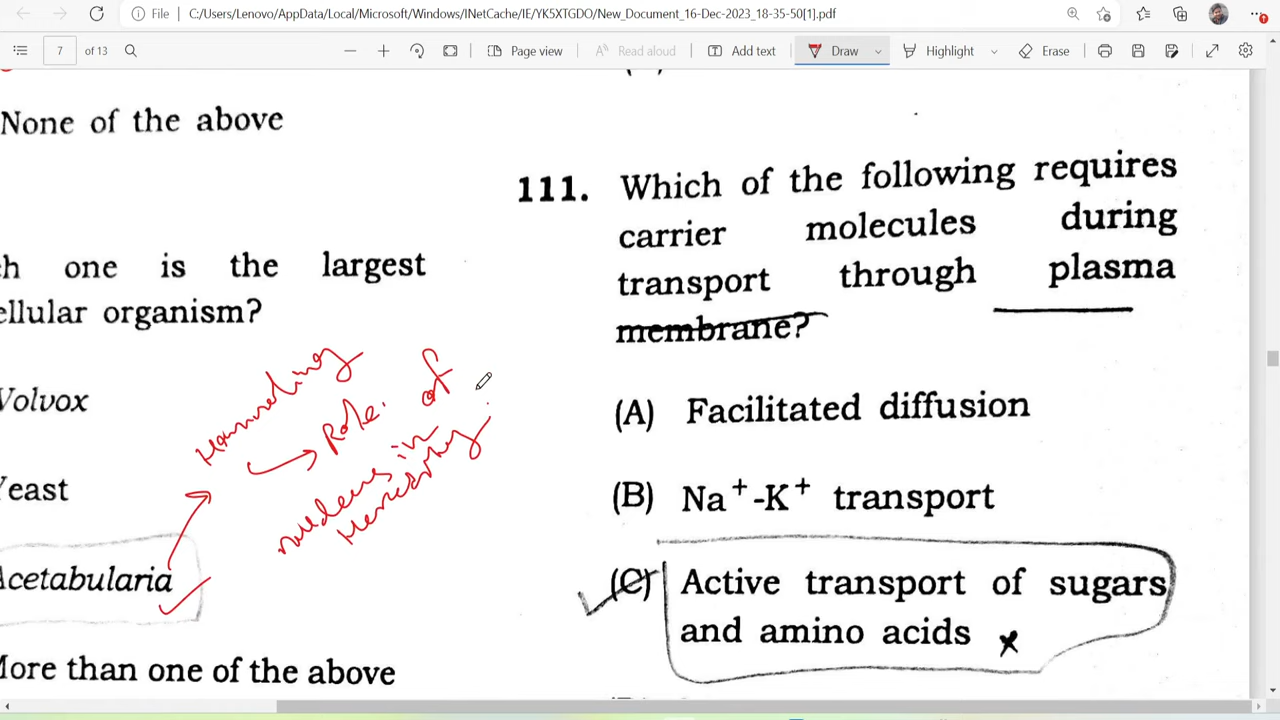 File
C:/Users/Lenovo/AppData/Local/Microsoft/Windows/INetCache/IE/YK5XTGDO/New_Document_16-Dec-2023_18-35-50[1].pdf
7 of 13
Page view
Read aloud
Add text
Draw
Highlight
Erase
None of the above
ch one is the largest
ellular organism?
Volvox
Yeast
Acetabularia
More than one of the above
Hammerling
Role of
nucleus in
111. Which of the following requires
carrier molecules during
transport through plasma
membrane?
(A) Facilitated diffusion
(B) Na+-K+ transport
(C) Active transport of sugars
and amino acids